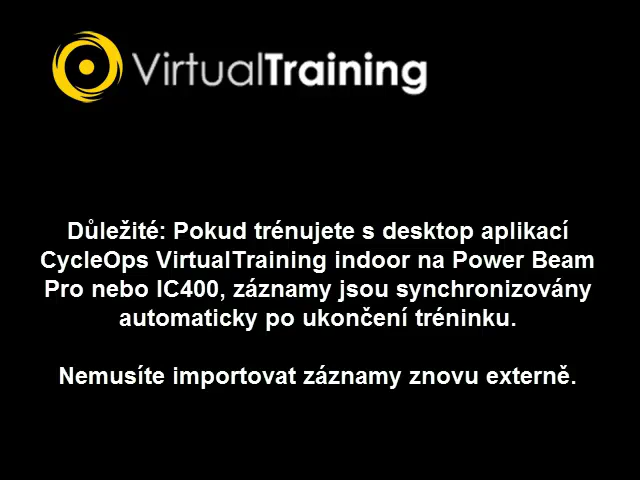 VirtualTraining
Důležité: Pokud trénujete s desktop aplikací
CycleOps VirtualTraining indoor na Power Beam
Pro nebo IC400, záznamy jsou synchronizovány
automaticky po ukončení tréninku.
Nemusíte importovat záznamy znovu externě.